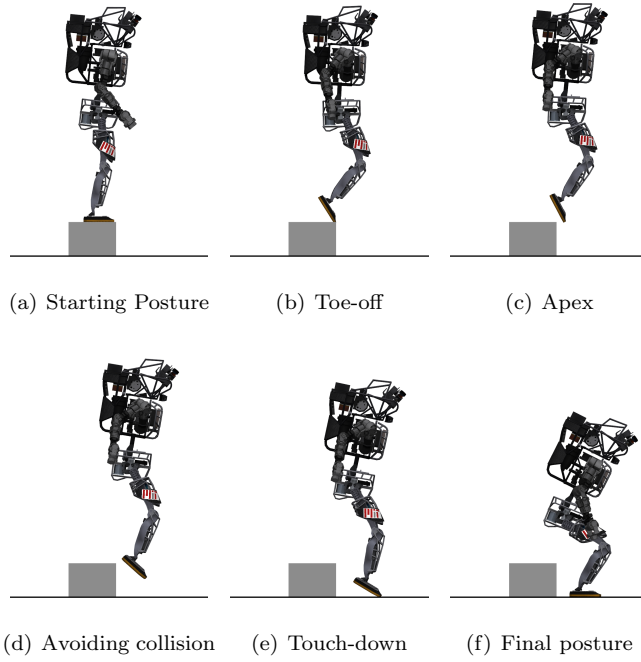 (a) Starting Posture
(b) Toe-off
(c) Apex
(d) Avoiding collision
(e) Touch-down
(f) Final posture